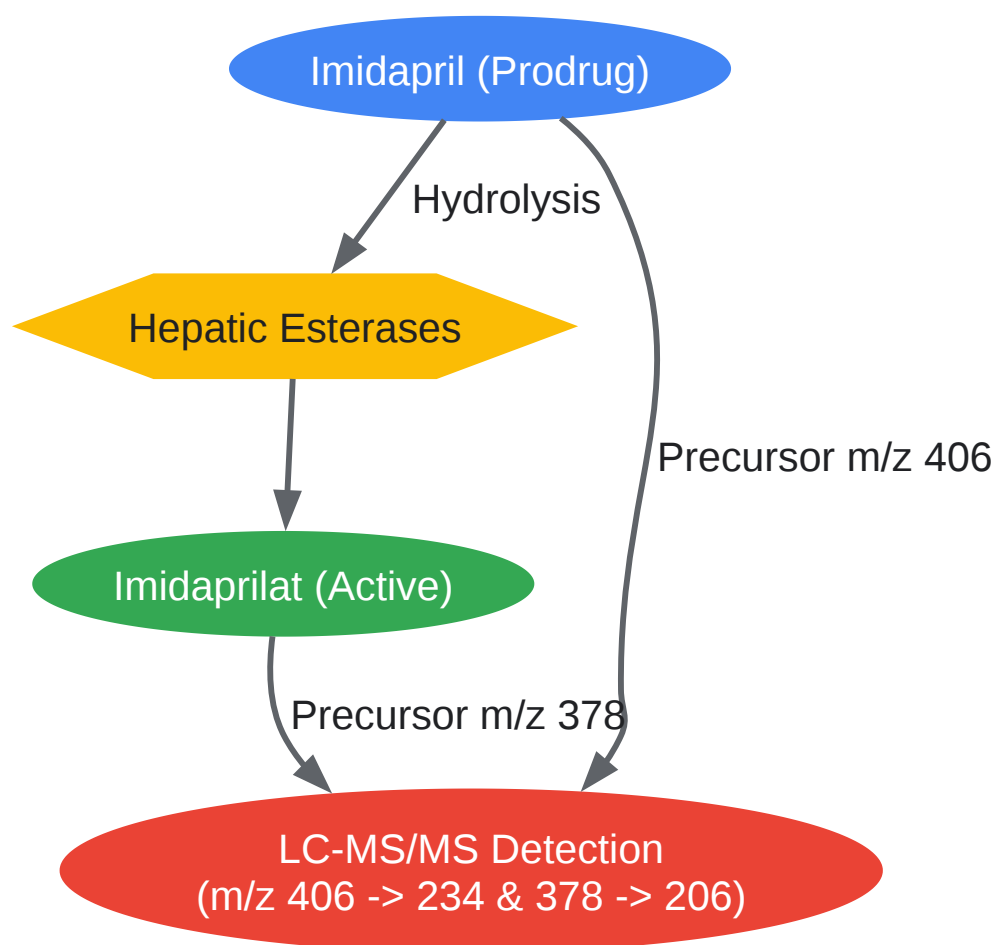 Imidapril (Prodrug)
Hydrolysis
Hepatic Esterases
Precursor m/z 406
Imidaprilat (Active)
Precursor m/z 378
LC-MS/MS Detection
(m/z 406 -> 234 & 378 -> 206)